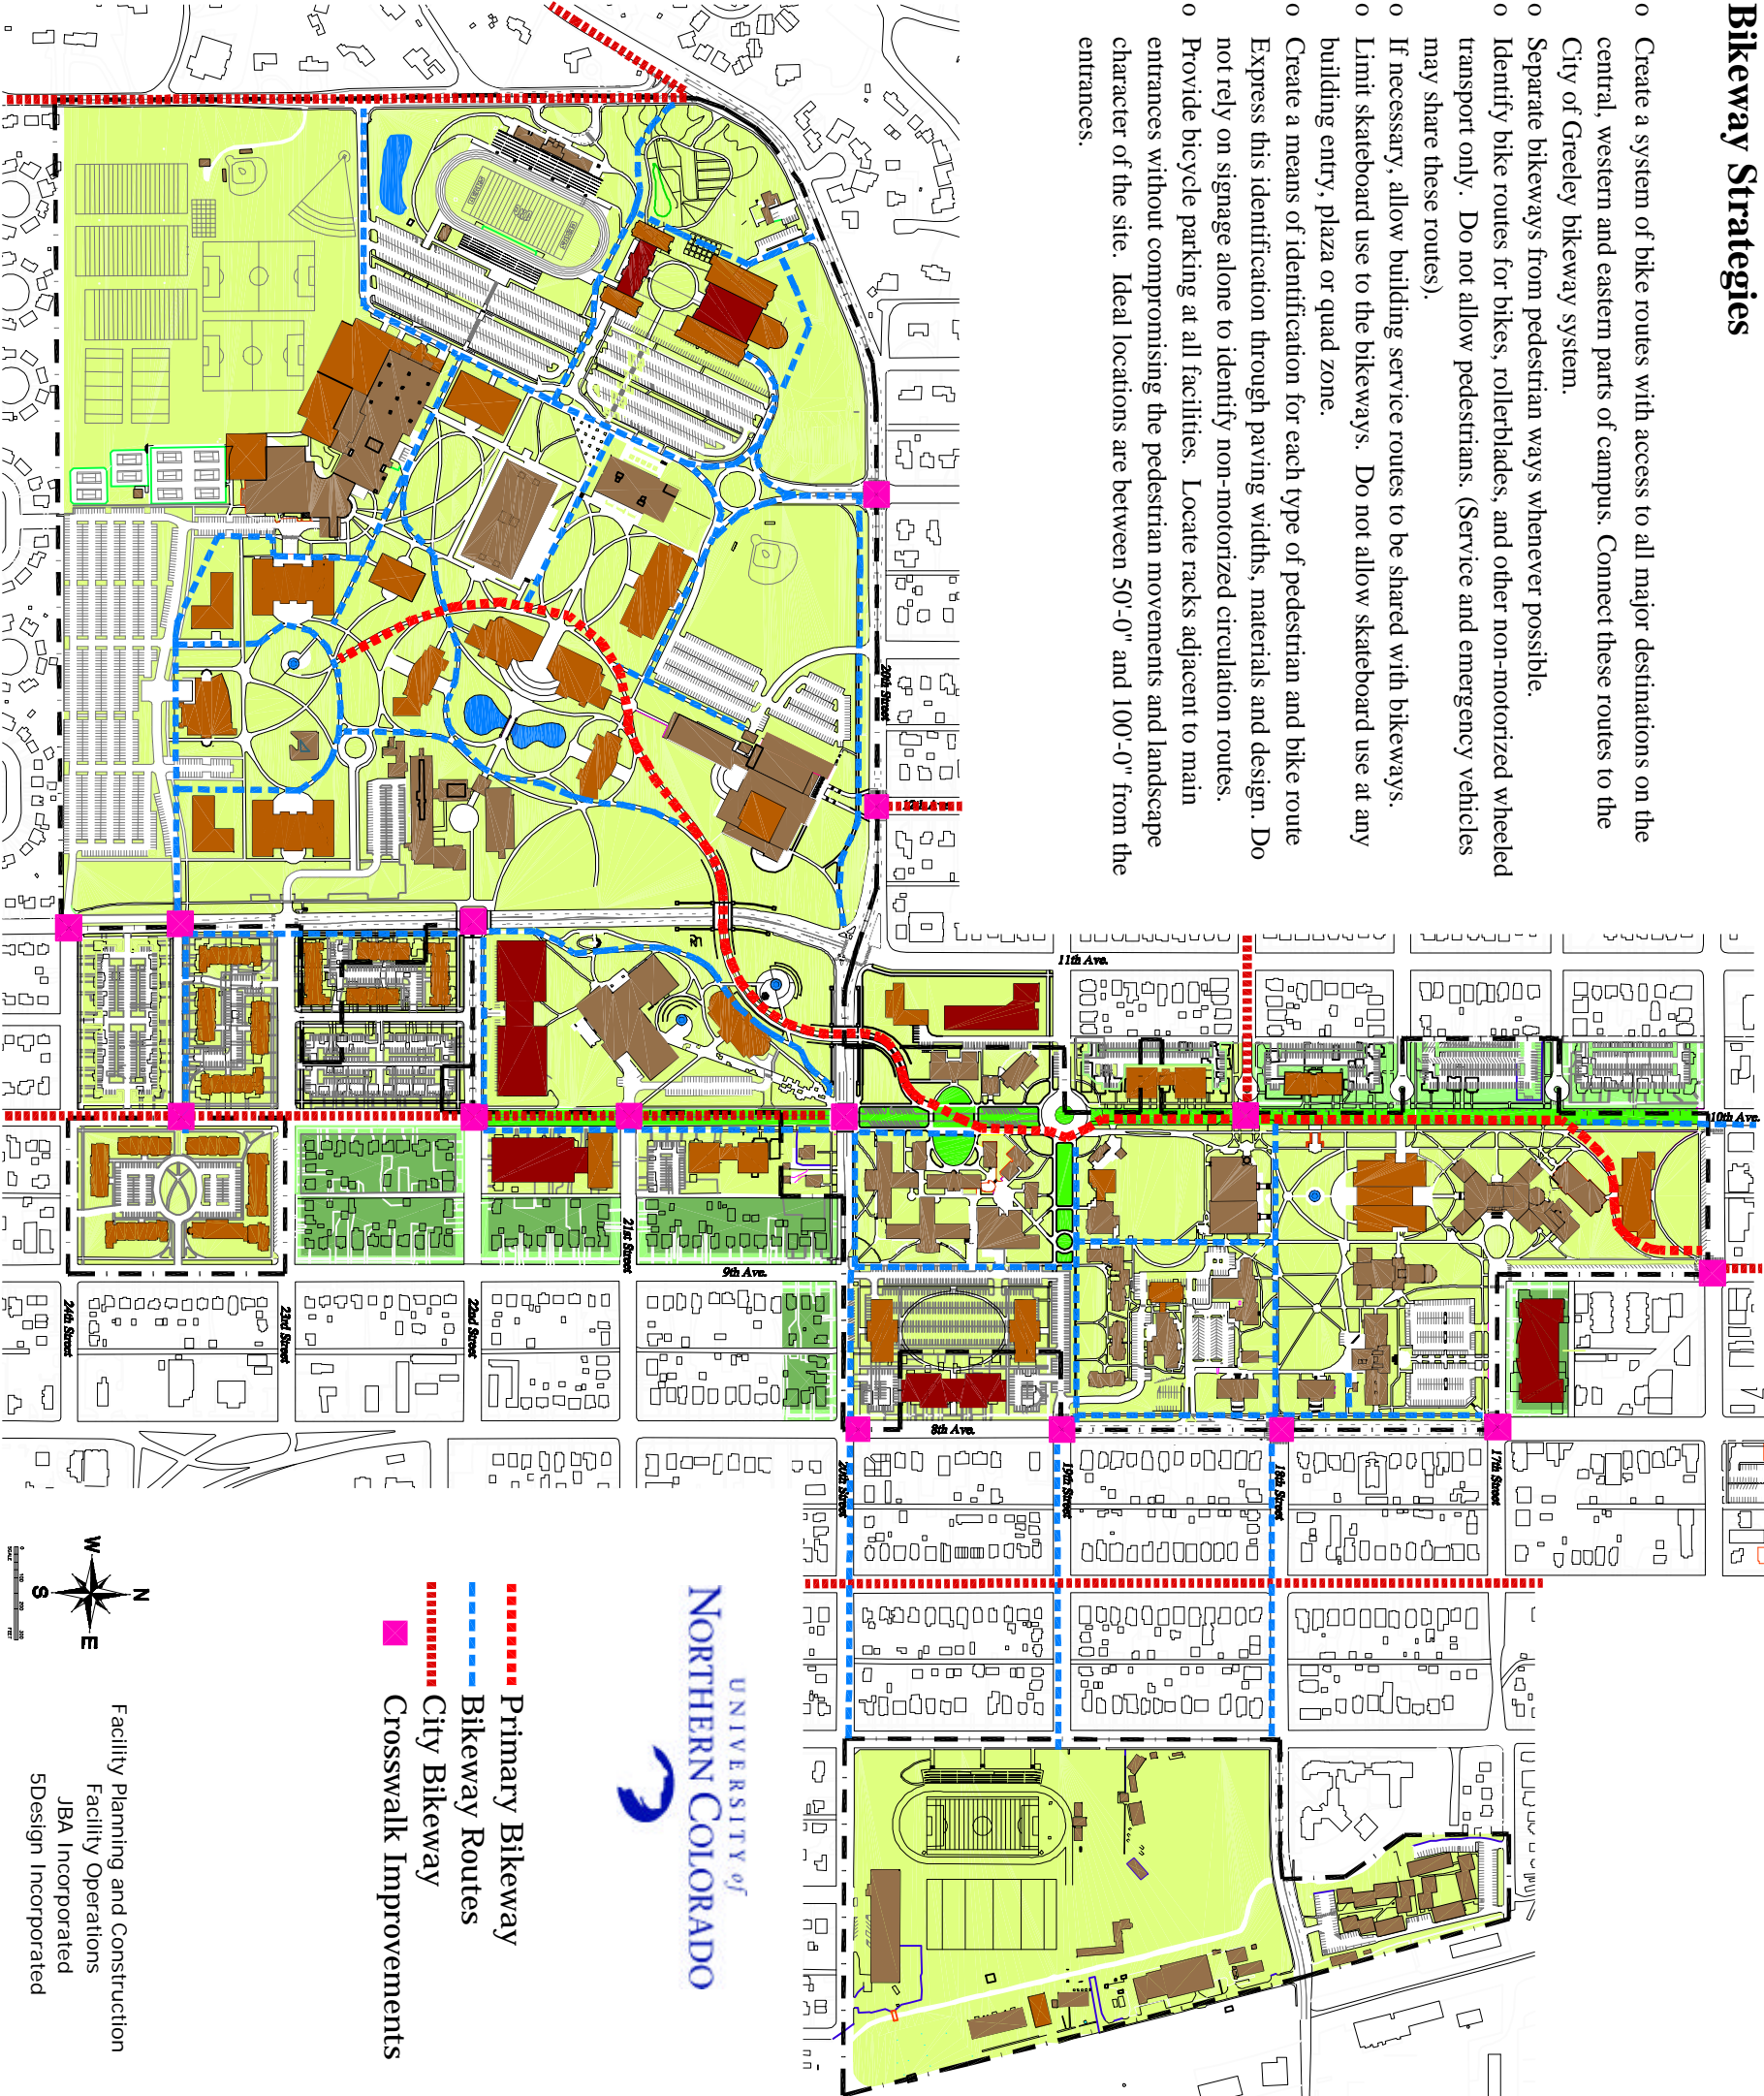 Bikeway Strategies
o Create a system of bike routes with access to all major destinations on the
central, western and eastern parts of campus. Connect these routes to the
City of Greeley bikeway system.
o Separate bikeways from pedestrian ways whenever possible.
o Identify bike routes for bikes, rollerblades, and other non-motorized wheeled
transport only . Do not allow pedestrians. (Service and emergency vehicles
may share these routes).
o If necessary, allow building service routes to be shared with bikeways.
o Limit skateboard use to the bikeways. Do not allow skateboard use at any
building entry, plaza or quad zone.
o Create a means of identification for each type of pedestrian and bike route
Express this identification through paving widths, materials and design. Do
not rely on signage alone to identify non-motorized circulation routes.
o Provide bicycle parking at all facilities. Locate racks adjacent to main
entrances without compromising the pedestrian movements and landscape
character of the site. Ideal locations are between 50'-0" and 100'-0" from the
entrances.
20th Street
17th Ave.
11th Ave.
10th Ave.
21st Street
9th Ave.
24th Street
23rd Street
22nd Street
8th Ave.
20th Street
19th Street
18th Street
17th Street
UNIVERSITY of
NORTHERN COLORADO
Primary Bikeway
Bikeway Routes
City Bikeway
Crosswalk Improvements
N
W
E
S
SCALE
FEET
Facility Planning and Construction
Facility Operations
JBA Incorporated
5Design Incorporated